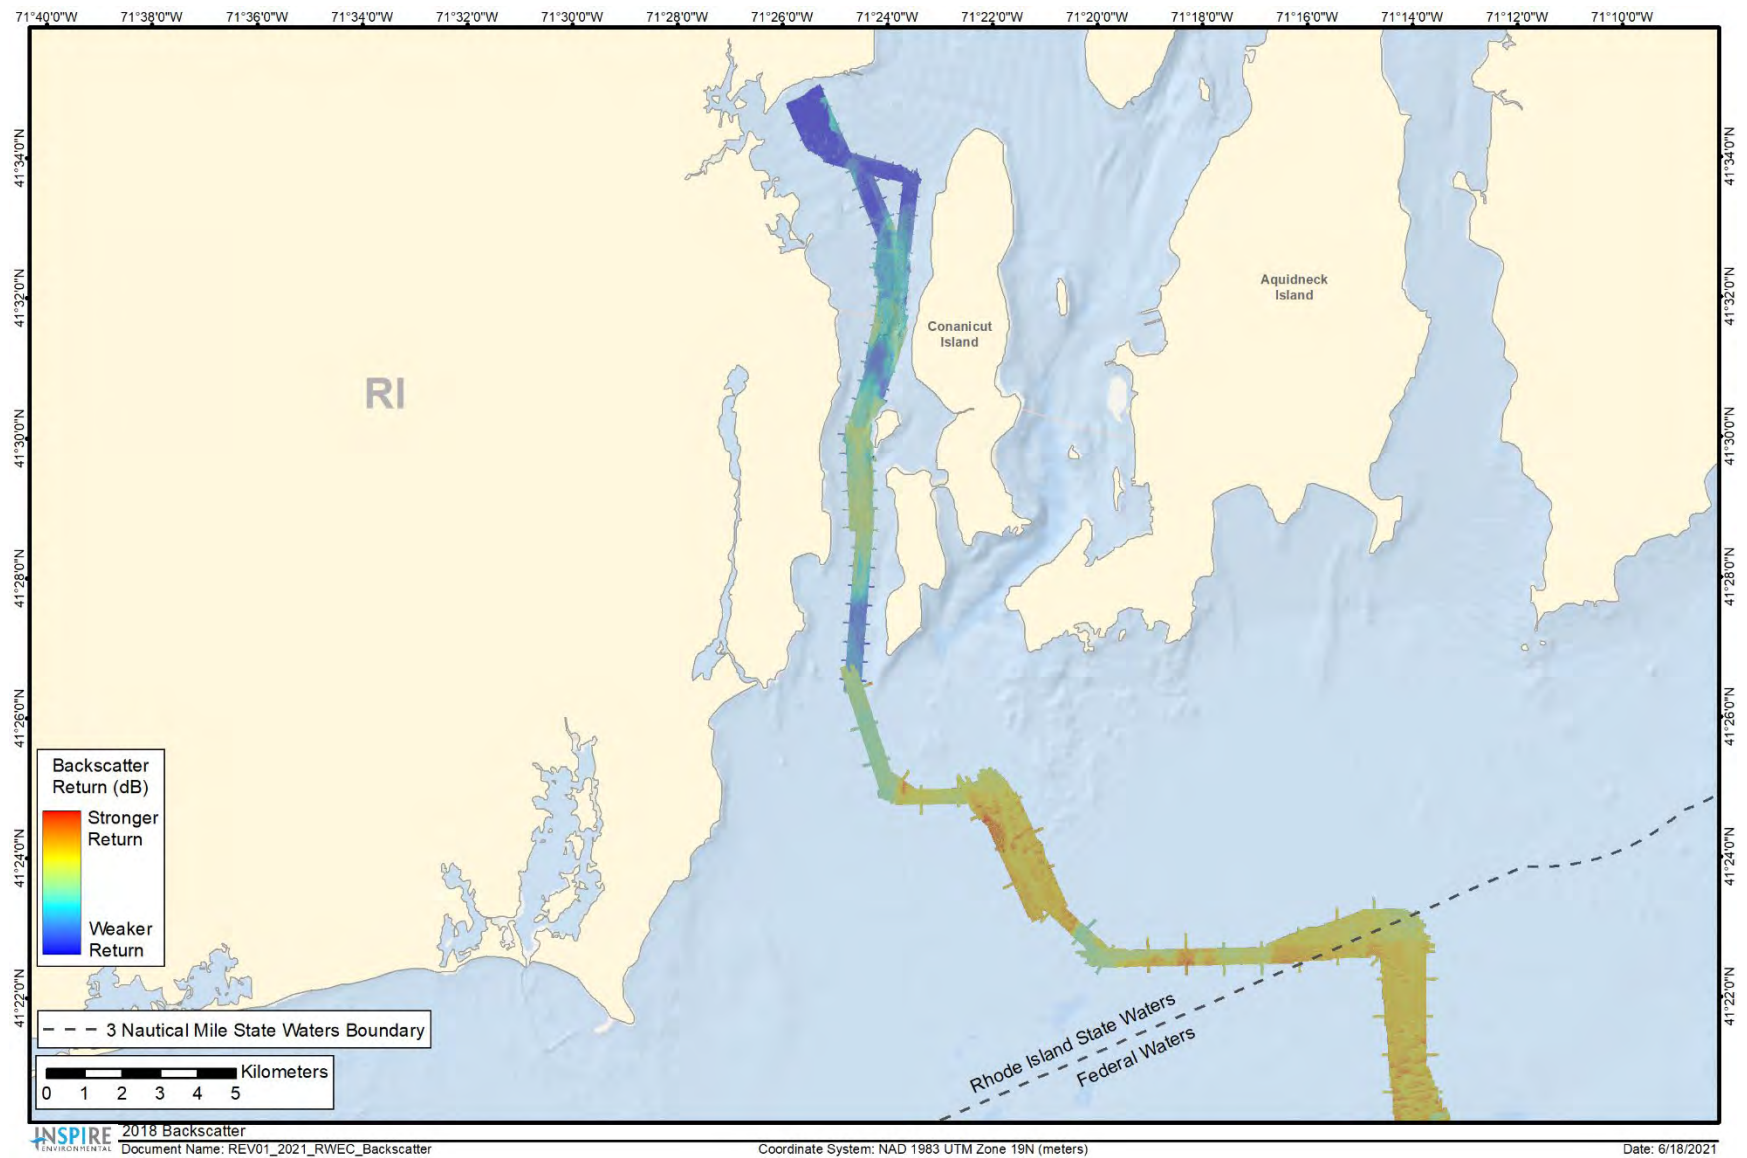 71°40'0"W 71°38'0"W 71°36'0"W 71°34'0"W 71°32'0"W 71°30'0"W 71°28'0"W 71°26'0"W 71°24'0"W 71°22'0"W 71°20'0"W 71°18'0"W 71°16'0"W 71°14'0"W 71°12'0"W 71°10'0"W
41°34'0"N
41°32'0"N
41°30'0"N
41°28'0"N
41°26'0"N
41°24'0"N
41°22'0"N
41°34'0"N
41°32'0"N
41°30'0"N
41°28'0"N
41°26'0"N
41°24'0"N
41°22'0"N
Aquidneck
Island
Conanicut
Island
RI
Backscatter
Return (dB)
Stronger
Return
Weaker
Return
Rhode Island State Waters
Federal Waters
3 Nautical Mile State Waters Boundary
Kilometers
0 1 2 3 4 5
INSPIRE
ENVIRONMENTAL
2018 Backscatter
Document Name: REV01_2021_RWEC_Backscatter
Coordinate System: NAD 1983 UTM Zone 19N (meters)
Date: 6/18/2021